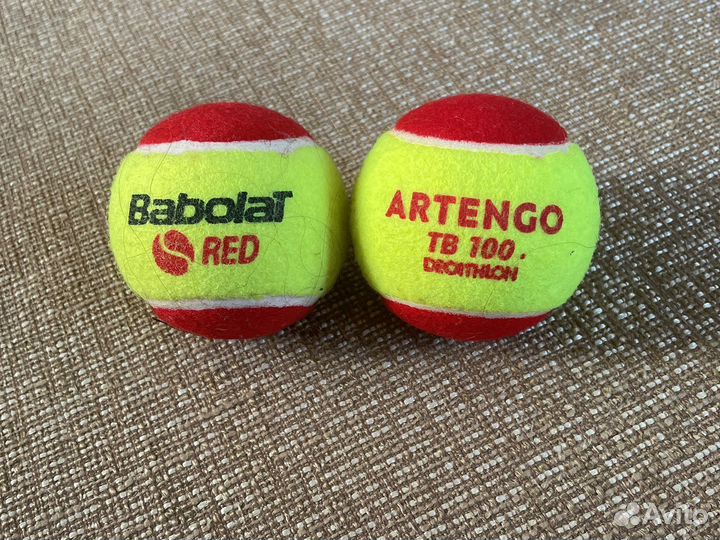 BaboLaT
RED
ARTENGO
TB 100.
DECATHLON
Avito